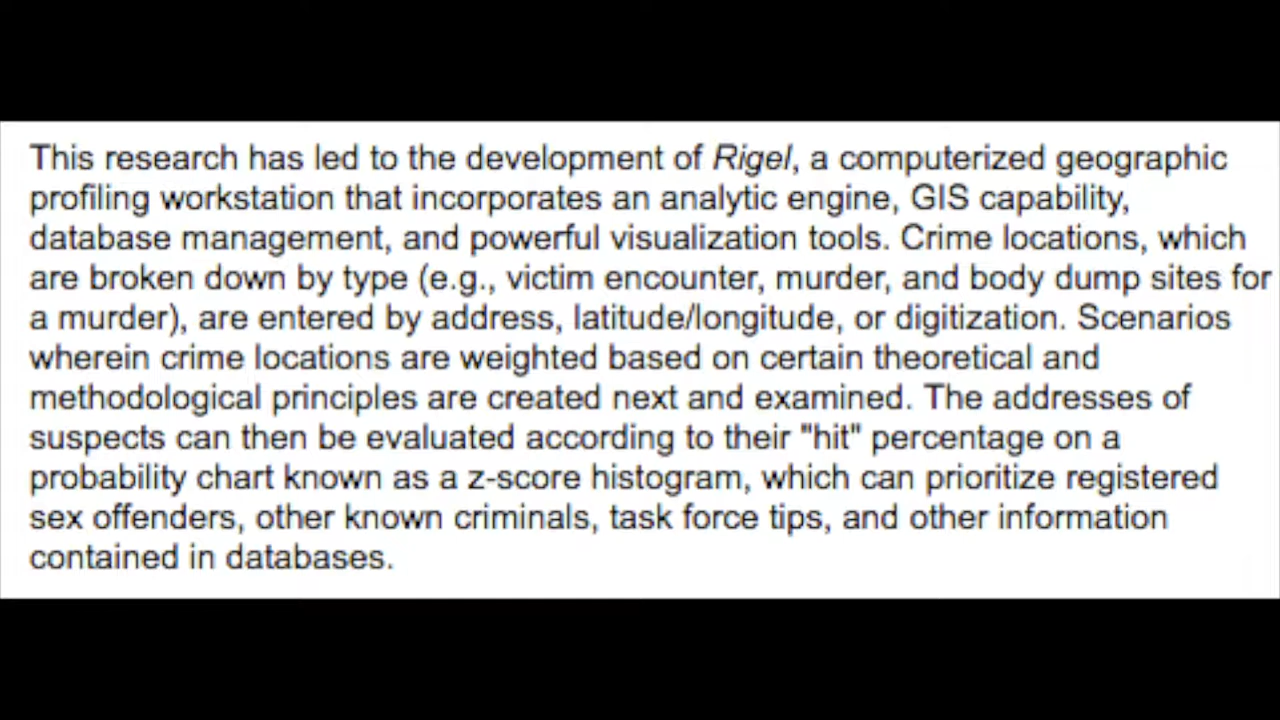 This research has led to the development of Rigel, a computerized geographic
profiling workstation that incorporates an analytic engine, GIS capability,
database management, and powerful visualization tools. Crime locations, which
are broken down by type (e.g., victim encounter, murder, and body dump sites for
a murder), are entered by address, latitude/longitude, or digitization. Scenarios
wherein crime locations are weighted based on certain theoretical and
methodological principles are created next and examined. The addresses of
suspects can then be evaluated according to their "hit" percentage on a
probability chart known as a z-score histogram, which can prioritize registered
sex offenders, other known criminals, task force tips, and other information
contained in databases.